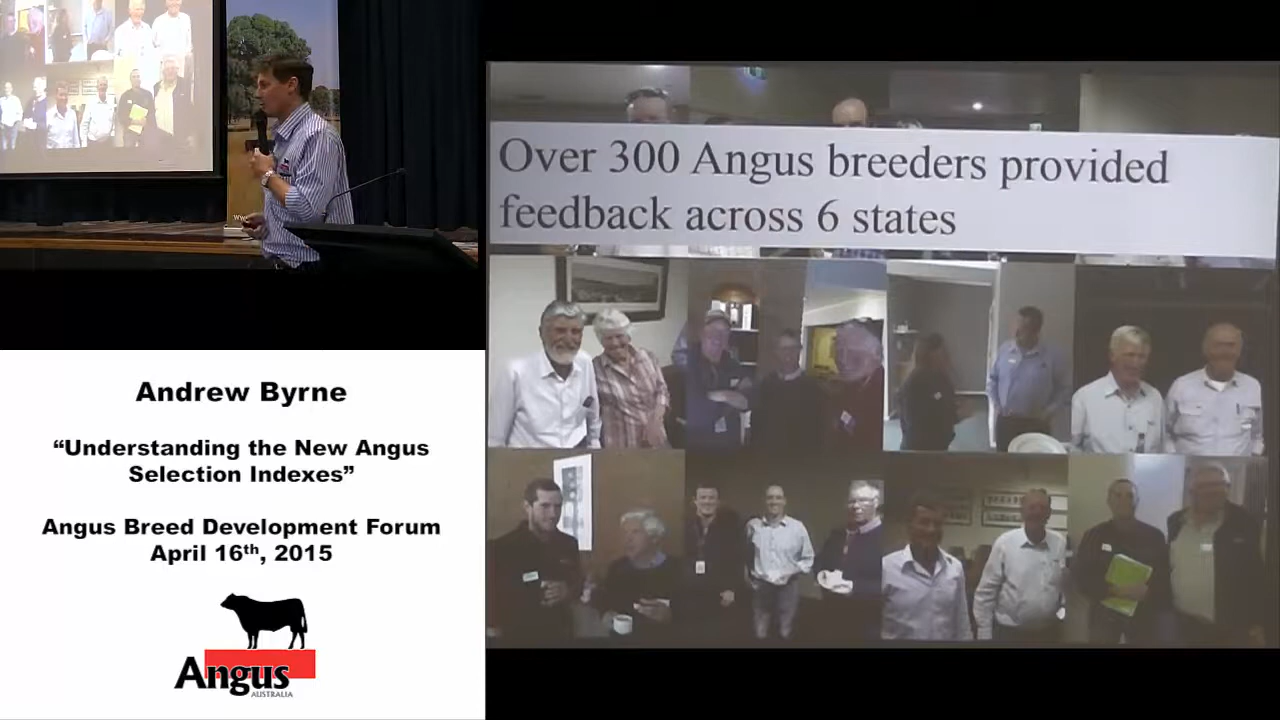 Over 300 Angus breeders provided
feedback across 6 states
Andrew Byrne
“Understanding the New Angus
Selection Indexes”
Angus Breed Development Forum
April 16th, 2015
Angus
AUSTRALIA